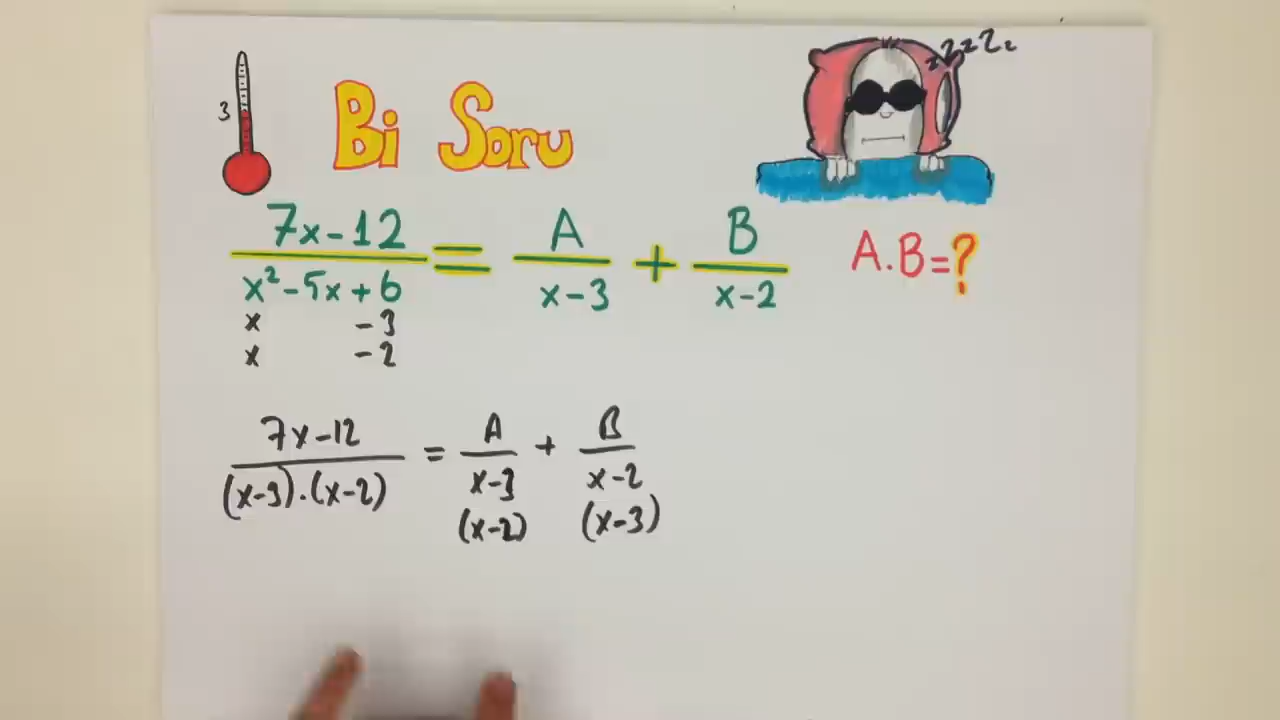 zZzZz
3
Bi Soru
7x-12 / x²-5x+6 = A / x-3 + B / x-2
A.B=?
x -3
x -2
7x-12 / (x-3).(x-2) = A / x-3 + B / x-2
(x-2) (x-3)